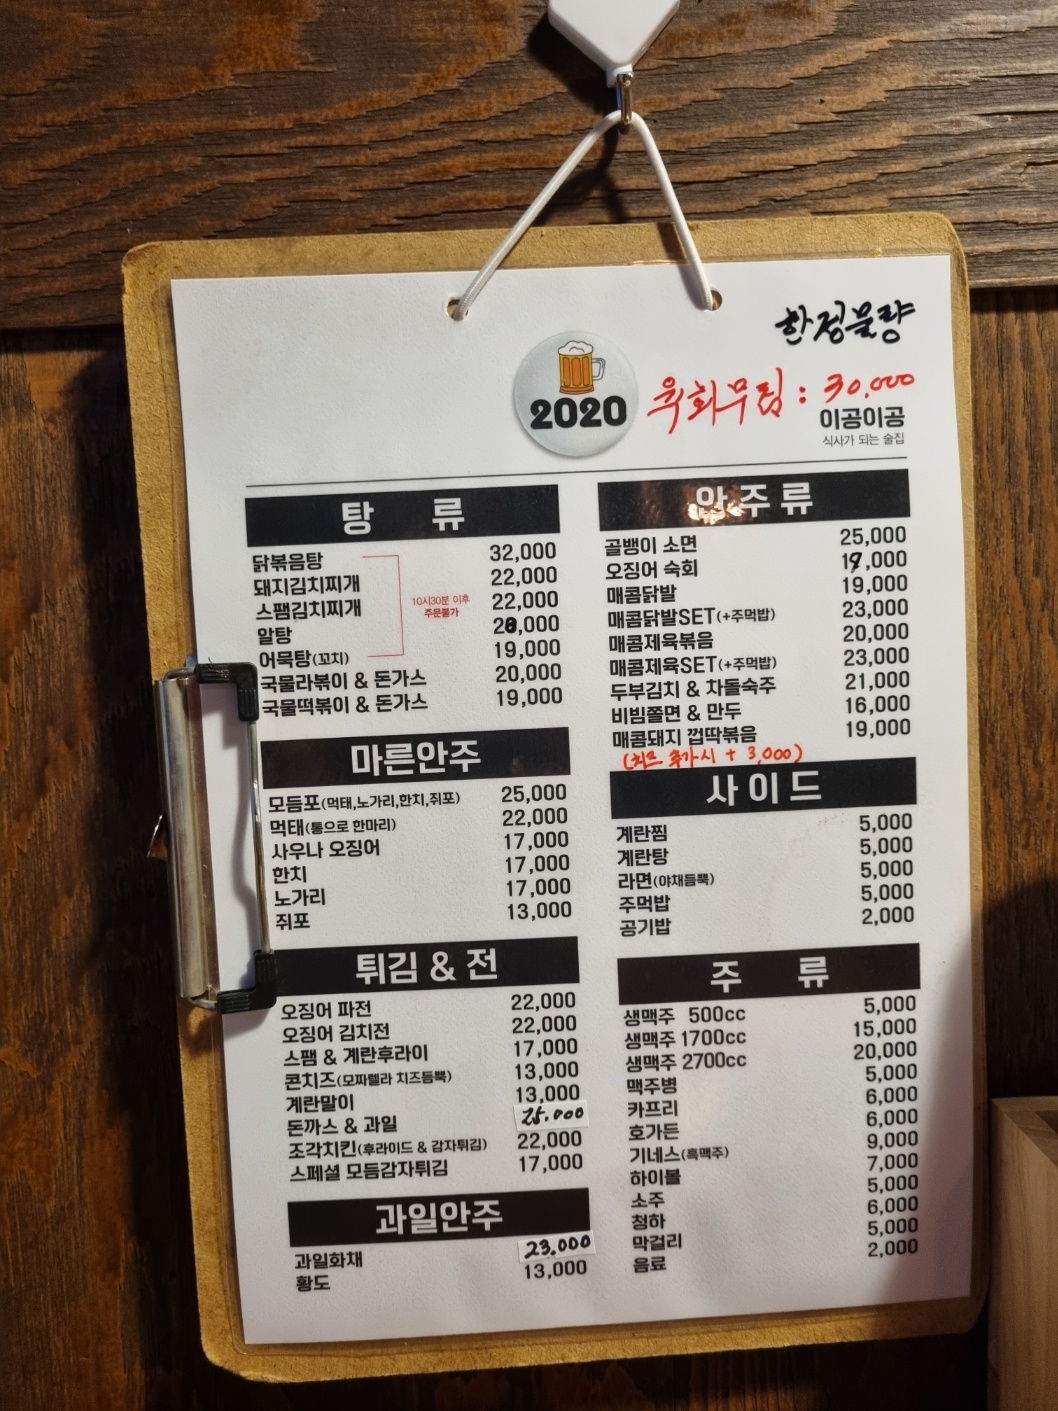 한정물량
육회무침 : 30,000
2020
이공이공
식사가 되는 술집
탕 류
닭볶음탕 32,000
돼지김치찌개 22,000
스팸김치찌개 22,000
알탕
어묵탕(꼬치) 19,000
10시30분 이후
주문불가
국물라볶이 & 돈가스 20,000
국물떡볶이 & 돈가스 19,000
마른안주
모듬포(먹태,노가리,한치,쥐포) 25,000
먹태(통으로 한마리) 22,000
사우나 오징어 17,000
한치 17,000
노가리 17,000
쥐포 13,000
튀김 & 전
오징어 파전 22,000
오징어 김치전 22,000
스팸 & 계란후라이 17,000
콘치즈(모짜렐라 치즈듬뿍) 13,000
계란말이 13,000
돈까스 & 과일 25.000
조각치킨(후라이드 & 감자튀김) 22,000
스페셜 모듬감자튀김 17,000
과일안주
과일화채 23.000
황도 13,000
안주류
골뱅이 소면 25,000
오징어 숙회 19,000
매콤닭발 19,000
매콤닭발SET(+주먹밥) 23,000
매콤제육볶음 20,000
매콤제육SET(+주먹밥) 23,000
두부김치 & 차돌숙주 21,000
비빔쫄면 & 만두 16,000
매콤돼지 껍딱볶음 19,000
(치즈 추가시 + 3,000)
사이드
계란찜 5,000
계란탕 5,000
라면(야채듬뿍) 5,000
주먹밥 5,000
공기밥 2,000
주 류
생맥주 500cc 5,000
생맥주 1700cc 15,000
생맥주 2700cc 20,000
맥주병 5,000
카프리 6,000
호가든 6,000
기네스(흑맥주) 9,000
하이볼 7,000
소주 5,000
청하 6,000
막걸리 5,000
음료 2,000